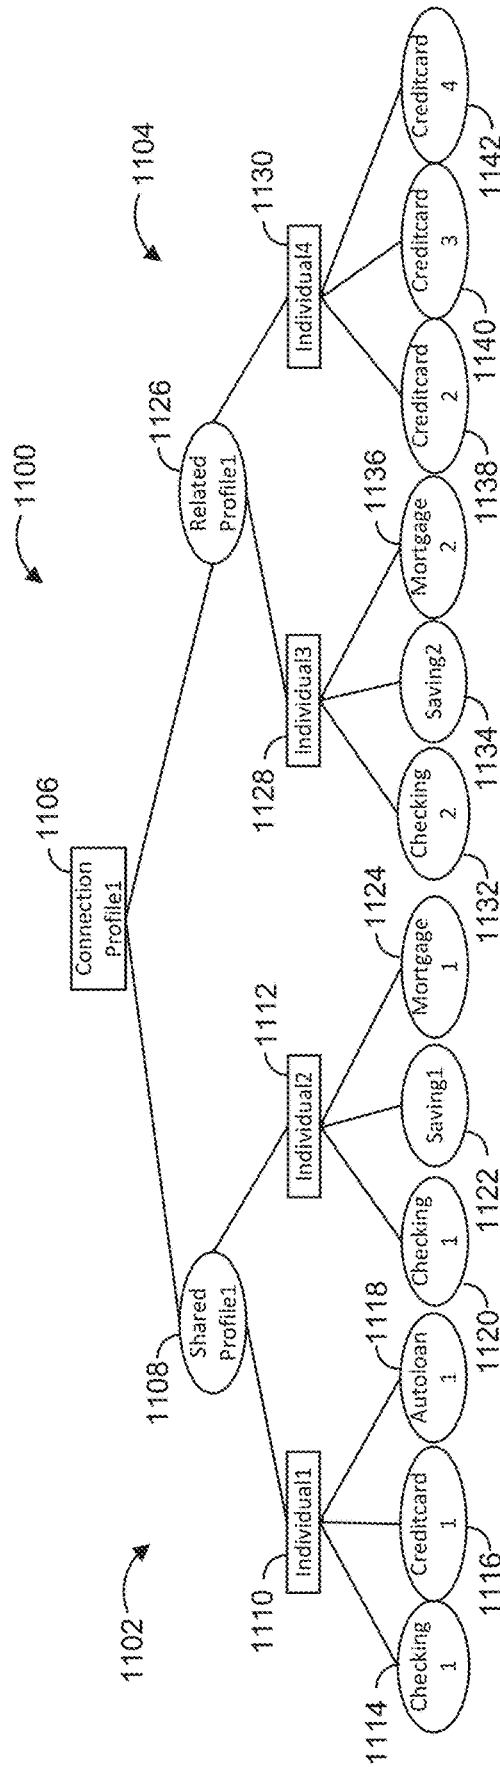 1100
1102
1104
1106
Connection
Profile1
1108
Shared
Profile1
1126
Related
Profile1
1110
Individual1
1112
Individual2
1128
Individual3
1130
Individual4
1114
Checking
1
1116
Creditcard
1
1118
Autoloan
1
1120
Checking
1
1122
Saving1
1124
Mortgage
1
1132
Checking
2
1134
Saving2
1136
Mortgage
2
1138
Creditcard
2
1140
Creditcard
3
1142
Creditcard
4